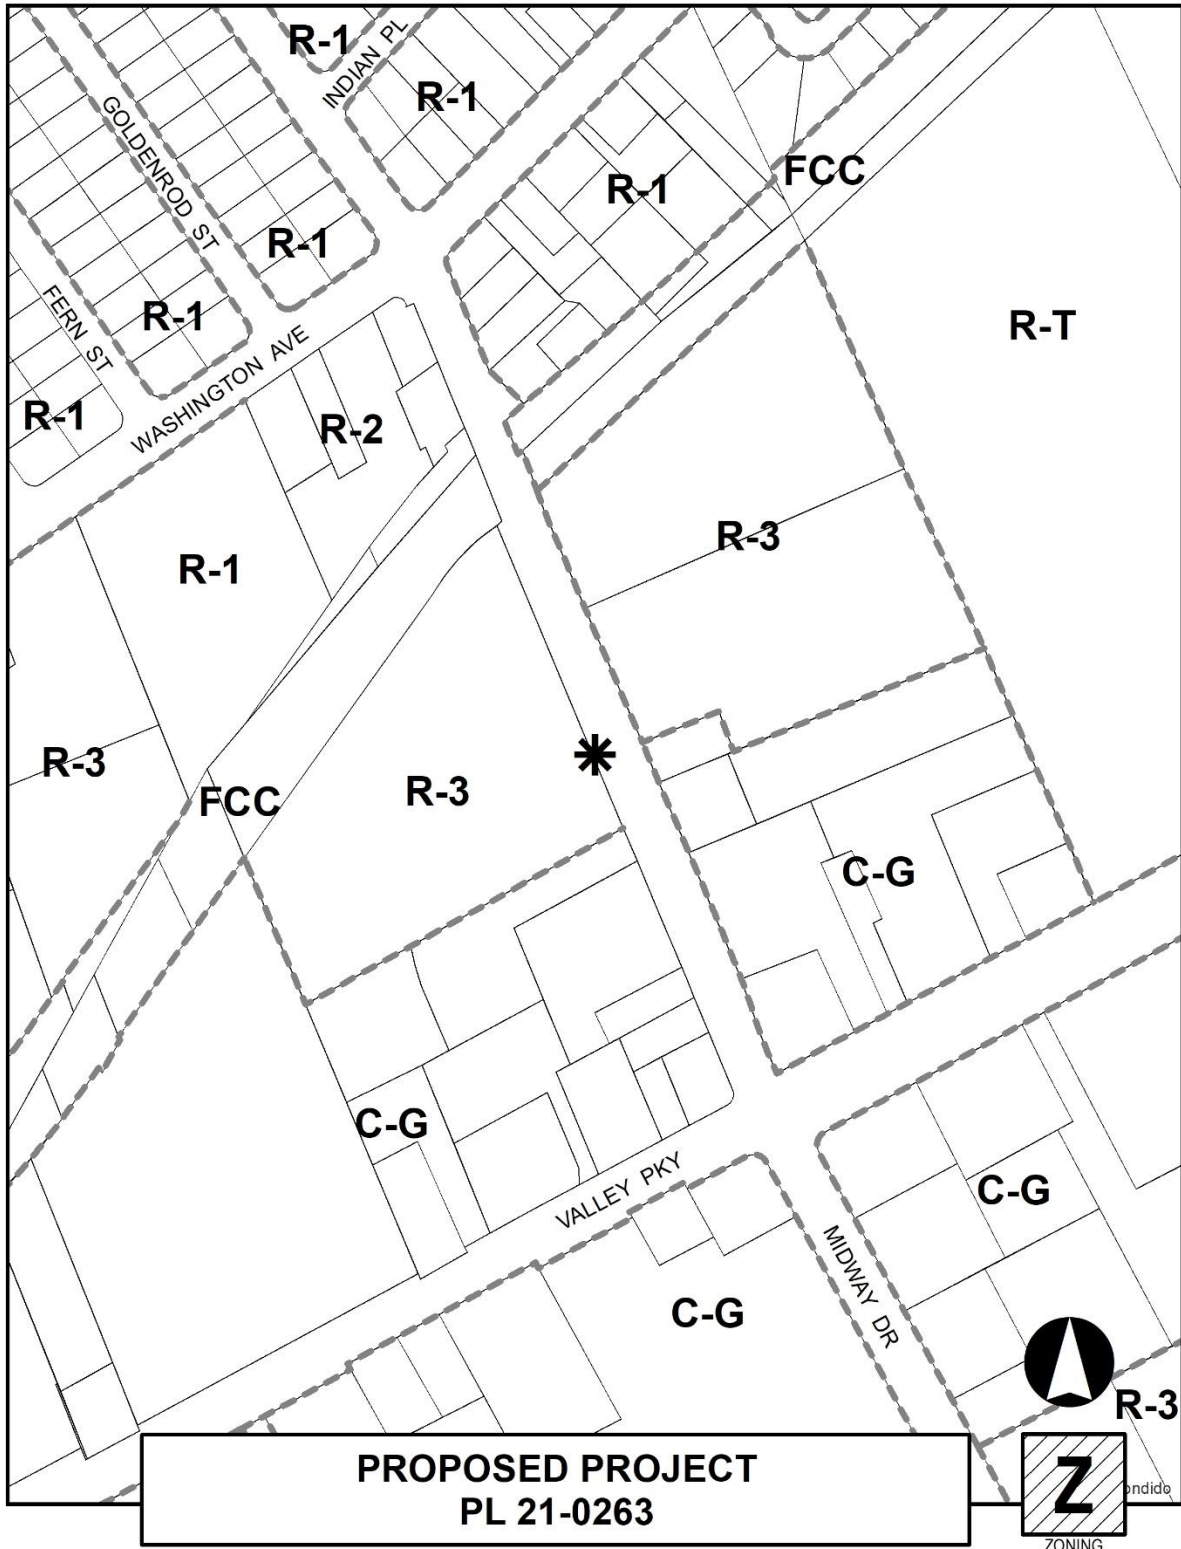 R-1
INDIAN PL
R-1
GOLDENROD ST
FCC
R-1
R-1
FERN ST
R-1
R-T
WASHINGTON AVE
R-1
R-2
R-3
R-1
R-3
FCC
R-3
C-G
C-G
VALLEY PKY
C-G
MIDWAY DR
C-G
R-3
PROPOSED PROJECT
PL 21-0263
Z
ondido
ZONING